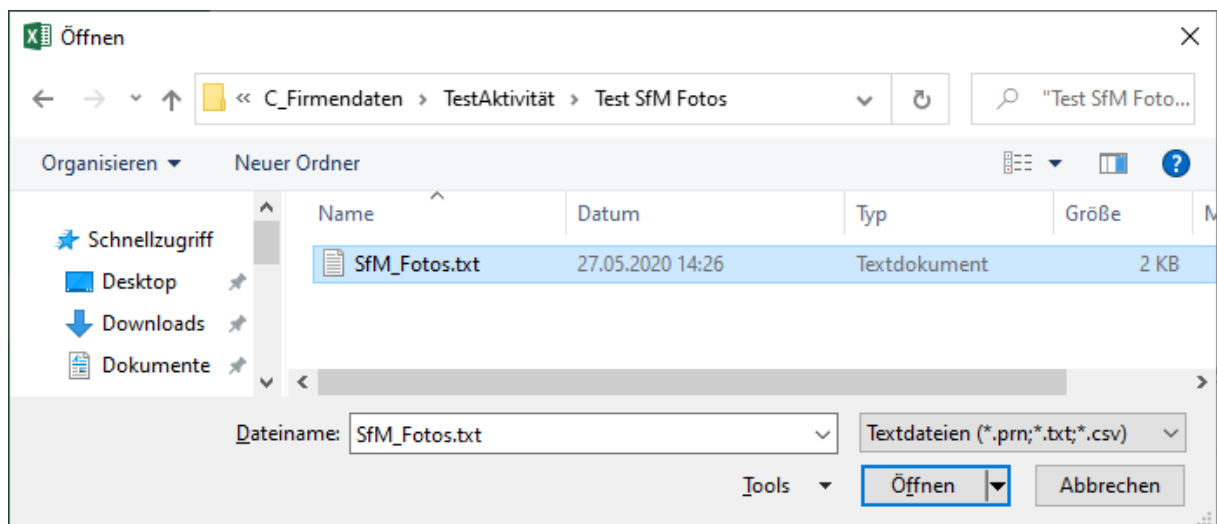 Öffnen
« C_Firmendaten › TestAktivität › Test SfM Fotos "Test SfM Foto...
Organisieren Neuer Ordner ?
Name Datum Typ Größe M
Schnellzugriff
SfM_Fotos.txt 27.05.2020 14:26 Textdokument 2 KB
Desktop
Downloads
Dokumente
Dateiname: SfM_Fotos.txt Textdateien (*.prn;*.txt;*.csv)
Tools Öffnen Abbrechen